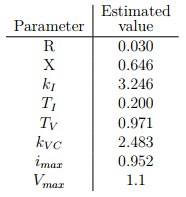 Estimated
Parameter value
R 0.030
X 0.646
k_I 3.246
T_I 0.200
T_V 0.971
k_VC 2.483
i_max 0.952
V_max 1.1